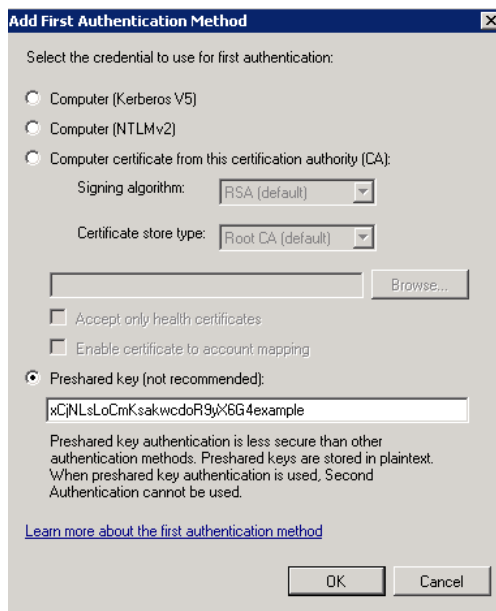 Add First Authentication Method
Select the credential to use for first authentication:
Computer (Kerberos V5)
Computer (NTLMv2)
Computer certificate from this certification authority (CA):
Signing algorithm: RSA (default)
Certificate store type: Root CA (default)
Browse...
Accept only health certificates
Enable certificate to account mapping
Preshared key (not recommended):
xCjNLsLoCmKsakwcdoR9yX6G4example
Preshared key authentication is less secure than other
authentication methods. Preshared keys are stored in plaintext.
When preshared key authentication is used, Second
Authentication cannot be used.
Learn more about the first authentication method
OK Cancel